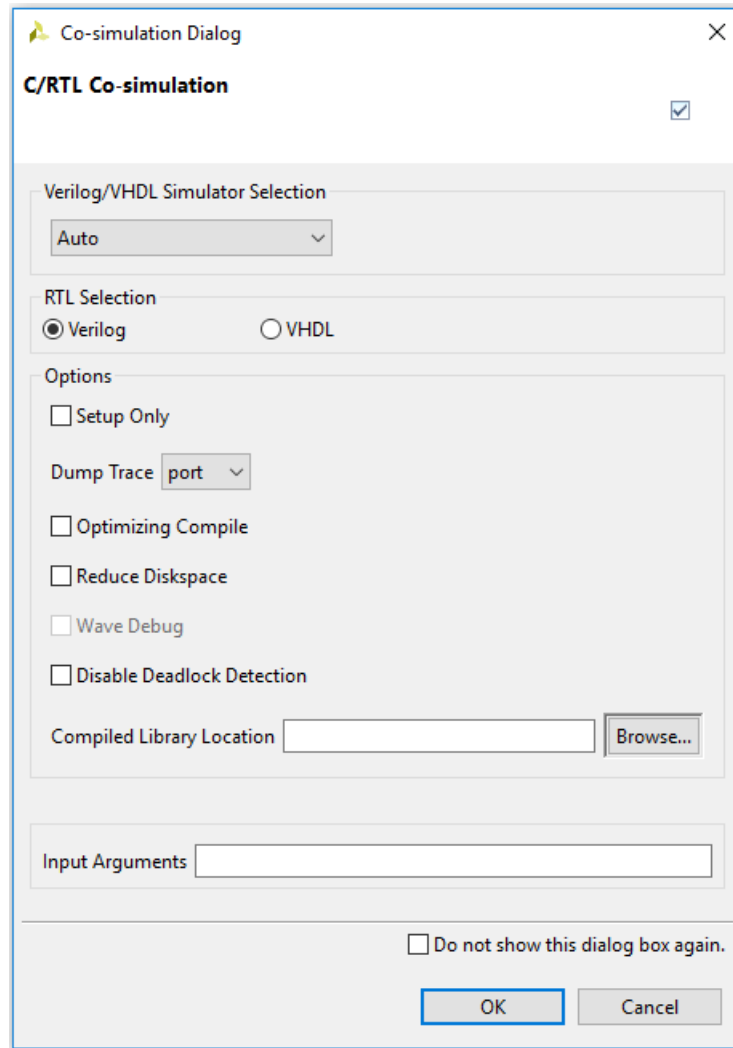 Co-simulation Dialog
C/RTL Co-simulation
Verilog/VHDL Simulator Selection
Auto
RTL Selection
Verilog VHDL
Options
Setup Only
Dump Trace port
Optimizing Compile
Reduce Diskspace
Wave Debug
Disable Deadlock Detection
Compiled Library Location Browse...
Input Arguments
Do not show this dialog box again.
OK Cancel